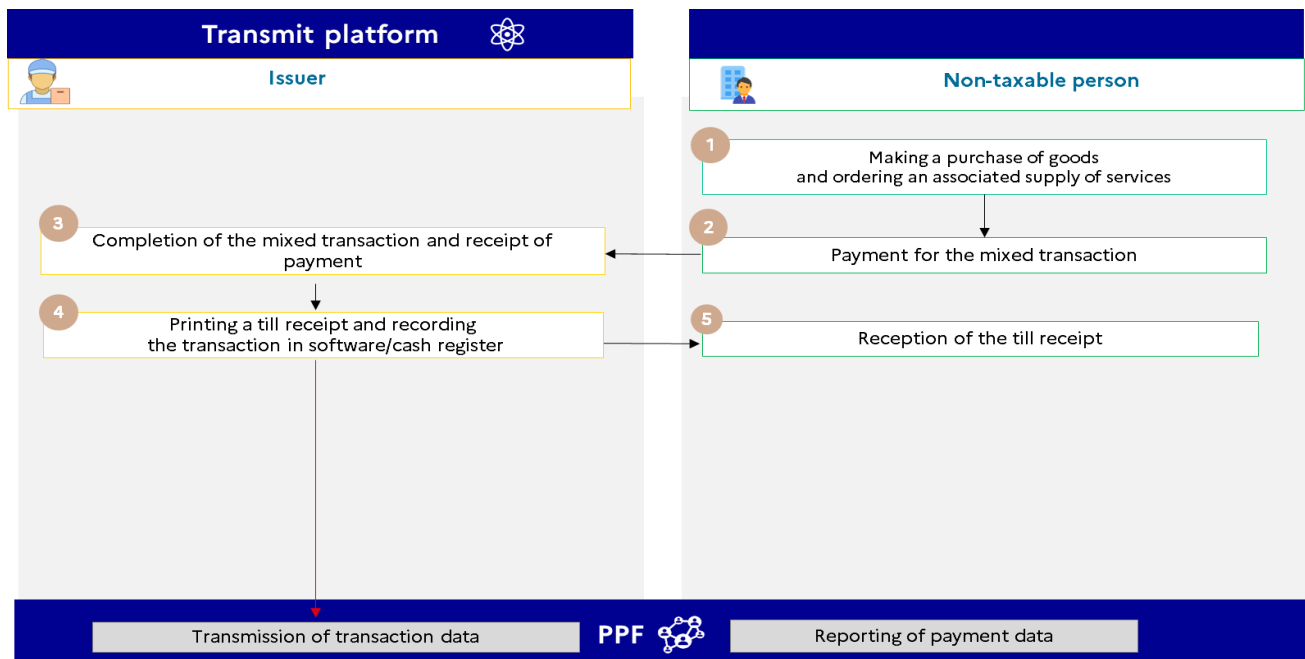 Transmit platform
Issuer
Non-taxable person
1
Making a purchase of goods
and ordering an associated supply of services
3
Completion of the mixed transaction and receipt of
payment
2
Payment for the mixed transaction
4
Printing a till receipt and recording
the transaction in software/cash register
5
Reception of the till receipt
Transmission of transaction data
PPF
Reporting of payment data